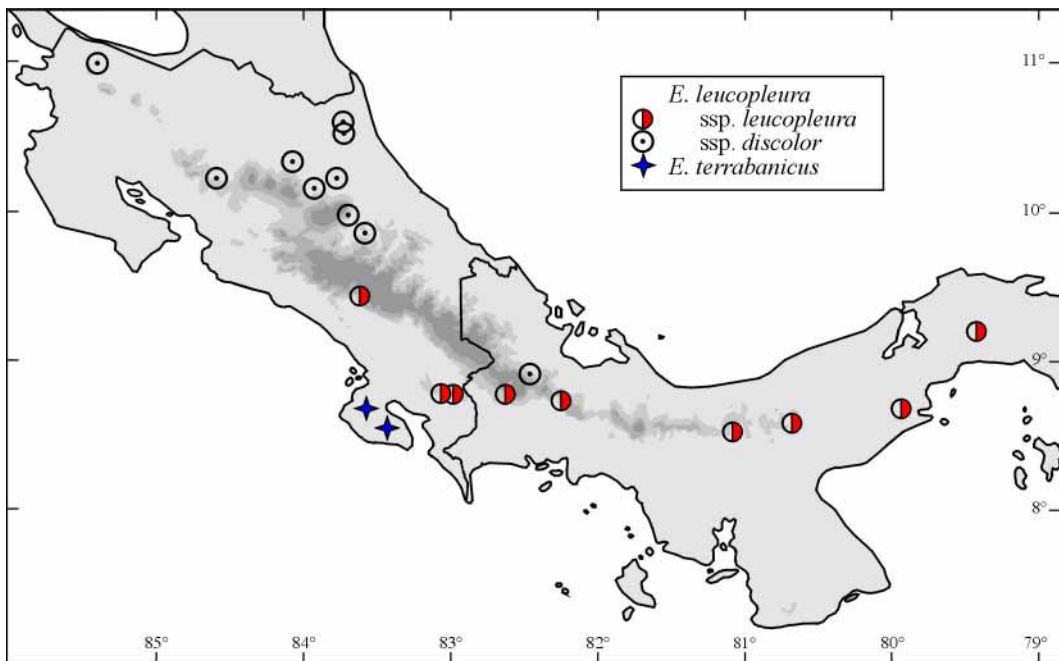 11°
E. leucopleura
ssp. leucopleura
ssp. discolor
E. terrabanicus
10°
9°
8°
85° 84° 83° 82° 81° 80° 79°